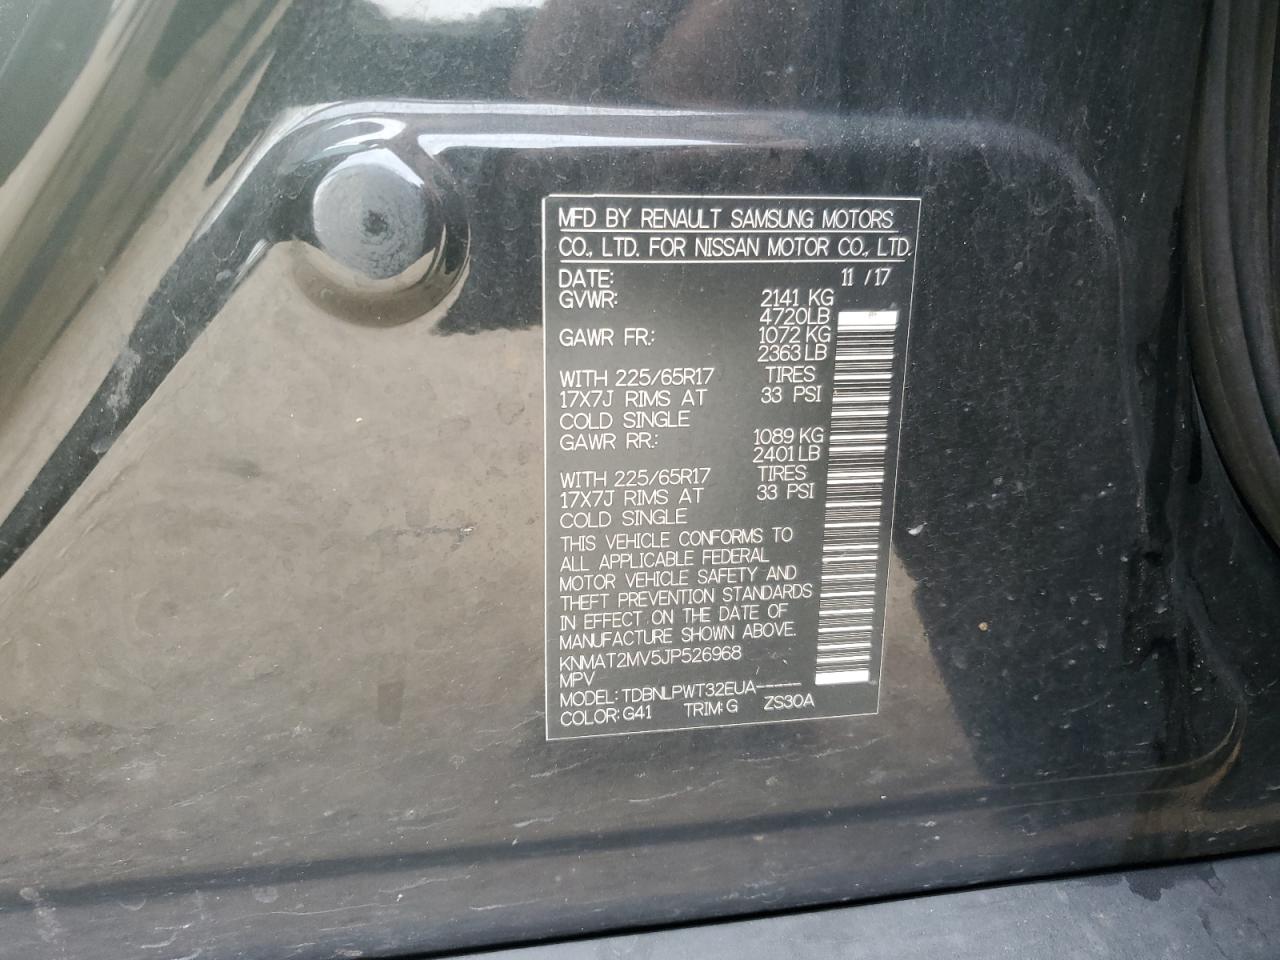 MFD BY RENAULT SAMSUNG MOTORS
CO., LTD. FOR NISSAN MOTOR CO., LTD.
DATE: 11 /17
GVWR: 2141 KG
4720LB
GAWR FR.: 1072 KG
2363LB
WITH 225/65R17 TIRES
17X7J RIMS AT 33 PSI
COLD SINGLE
GAWR RR.: 1089 KG
2401LB
WITH 225/65R17 TIRES
17X7J RIMS AT 33 PSI
COLD SINGLE
THIS VEHICLE CONFORMS TO
ALL APPLICABLE FEDERAL
MOTOR VEHICLE SAFETY AND
THEFT PREVENTION STANDARDS
IN EFFECT ON THE DATE OF
MANUFACTURE SHOWN ABOVE.
KNMAT2MV5JP526968
MPV
MODEL: TDBNLPWT32EUA-----
COLOR: G41 TRIM: G ZS30A